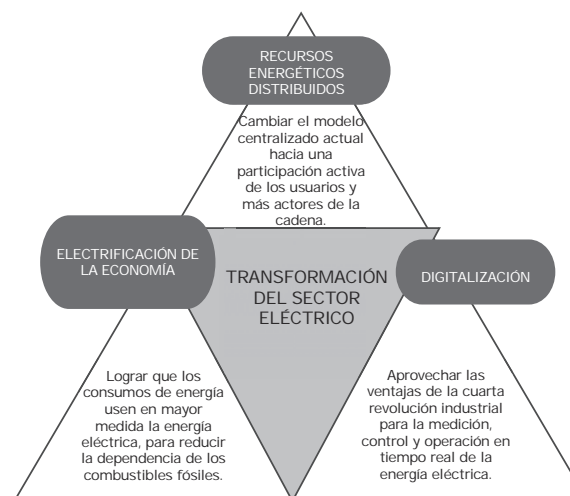 RECURSOS
ENERGÉTICOS
DISTRIBUIDOS
Cambiar el modelo
centralizado actual
hacia una
participación activa
de los usuarios y
más actores de la
cadena.
ELECTRIFICACIÓN DE
LA ECONOMÍA
TRANSFORMACIÓN
DEL SECTOR
ELÉCTRICO
DIGITALIZACIÓN
Lograr que los
consumos de energía
usen en mayor
medida la energía
eléctrica, para reducir
la dependencia de los
combustibles fósiles.
Aprovechar las
ventajas de la cuarta
revolución industrial
para la medición,
control y operación en
tiempo real de la
energía eléctrica.